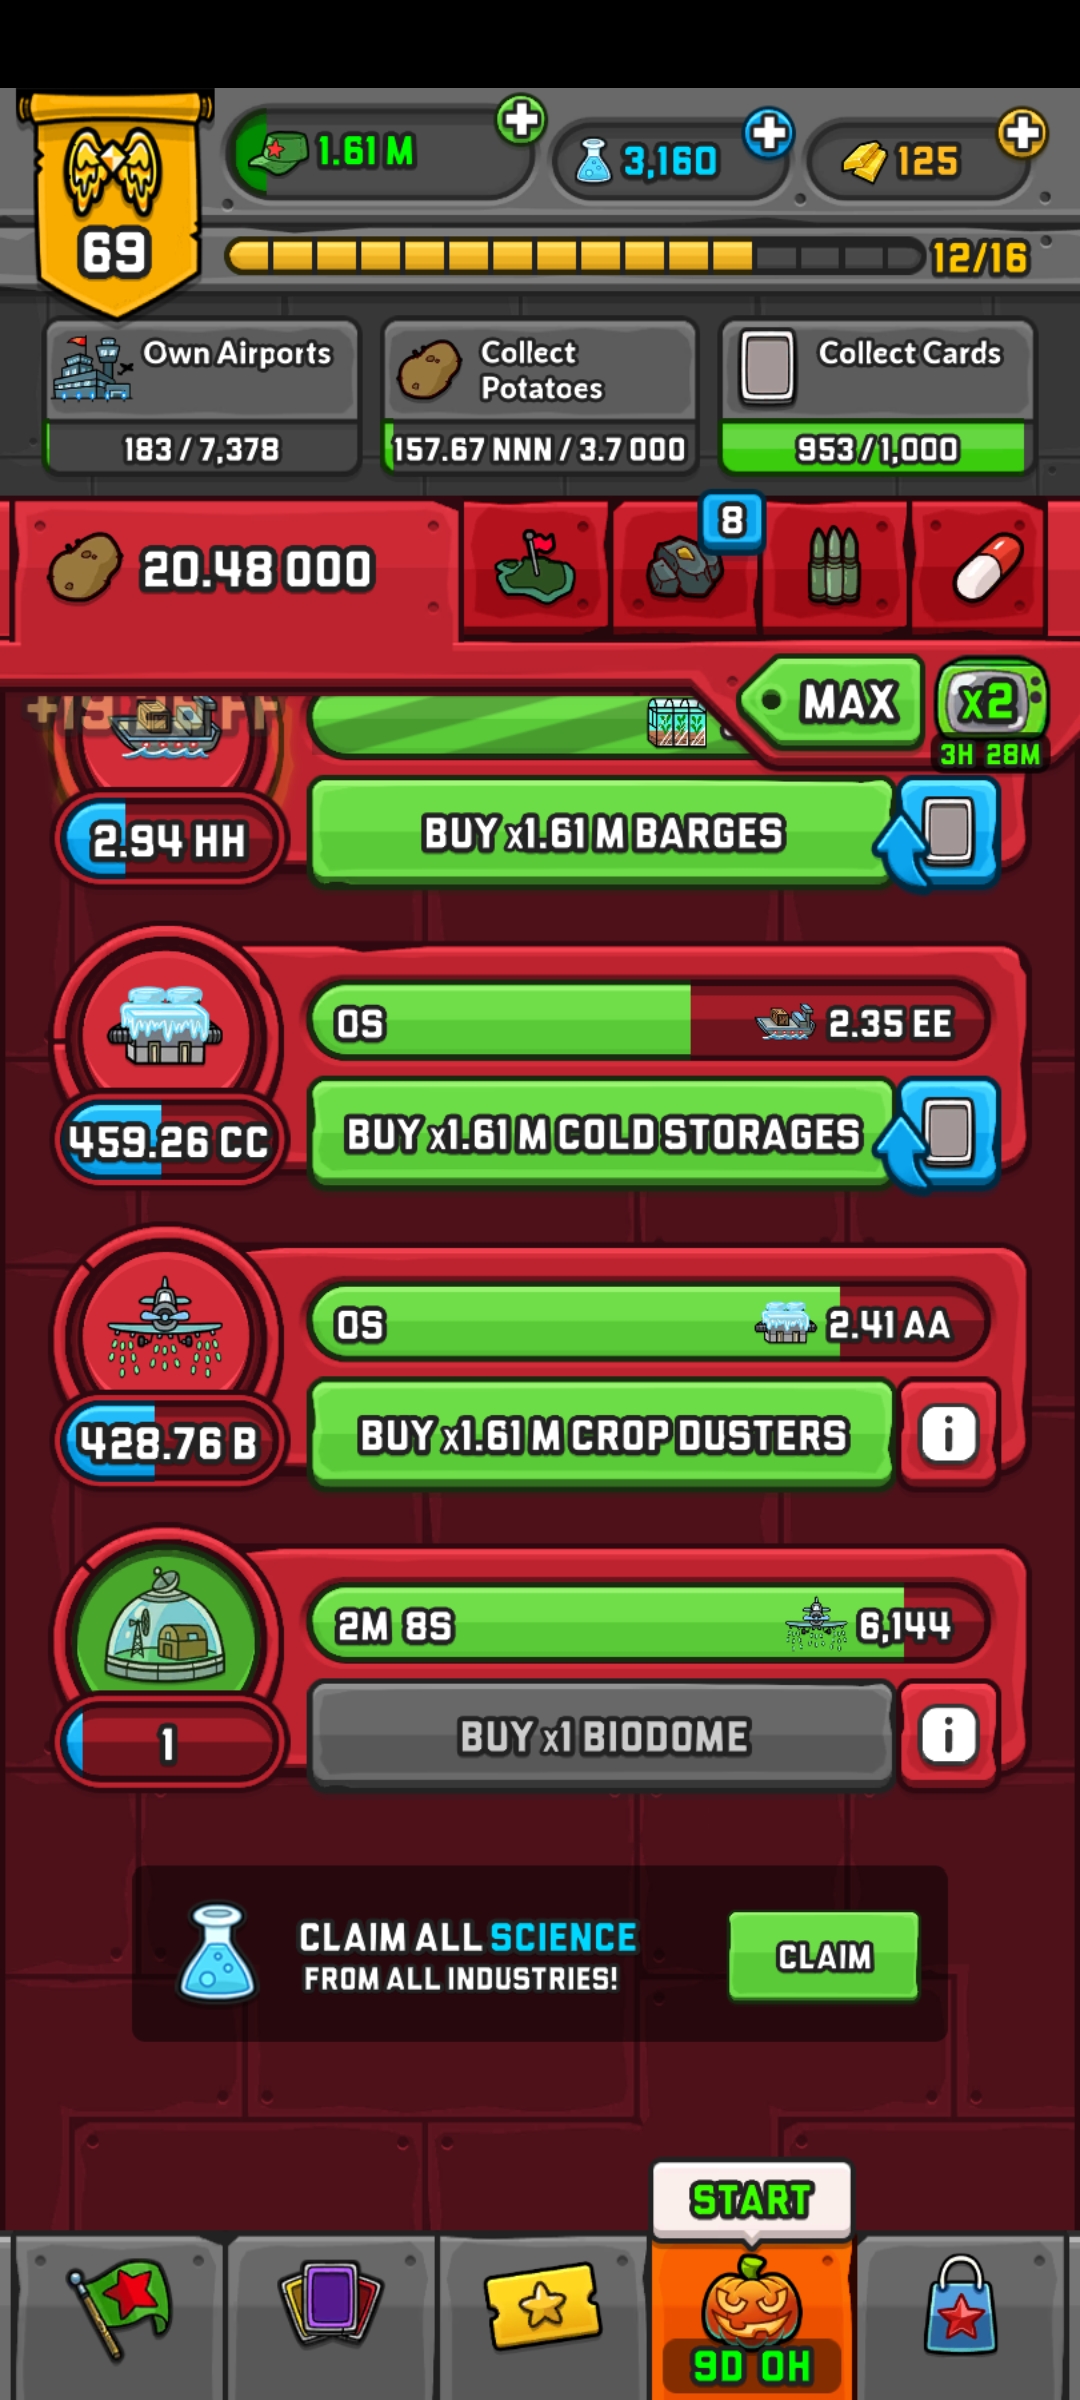 1.61 M
3,160
125
69
12/16
Own Airports
183 / 7,378
Collect
Potatoes
157.67 NNN / 3.7 OOO
Collect Cards
953 / 1,000
20.48 OOO
8
MAX
x2
3H 28M
2.94 HH
BUY x1.61 M BARGES
0S
2.35 EE
459.26 CC
BUY x1.61 M COLD STORAGES
0S
2.41 AA
428.76 B
BUY x1.61 M CROP DUSTERS
i
2M 8S
6,144
1
BUY x1 BIODOME
i
CLAIM ALL SCIENCE
FROM ALL INDUSTRIES!
CLAIM
START
9D 0H